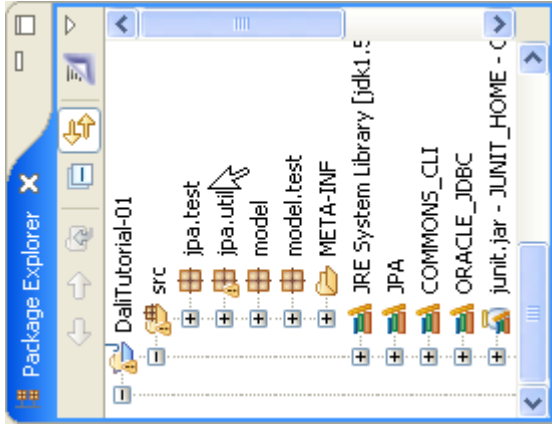 Package Explorer
DaliTutorial-01
src
jpa.test
jpa.util
model
model.test
META-INF
JRE System Library [jdk1.5
JPA
COMMONS_CLI
ORACLE_JDBC
junit.jar - JUNIT_HOME - C